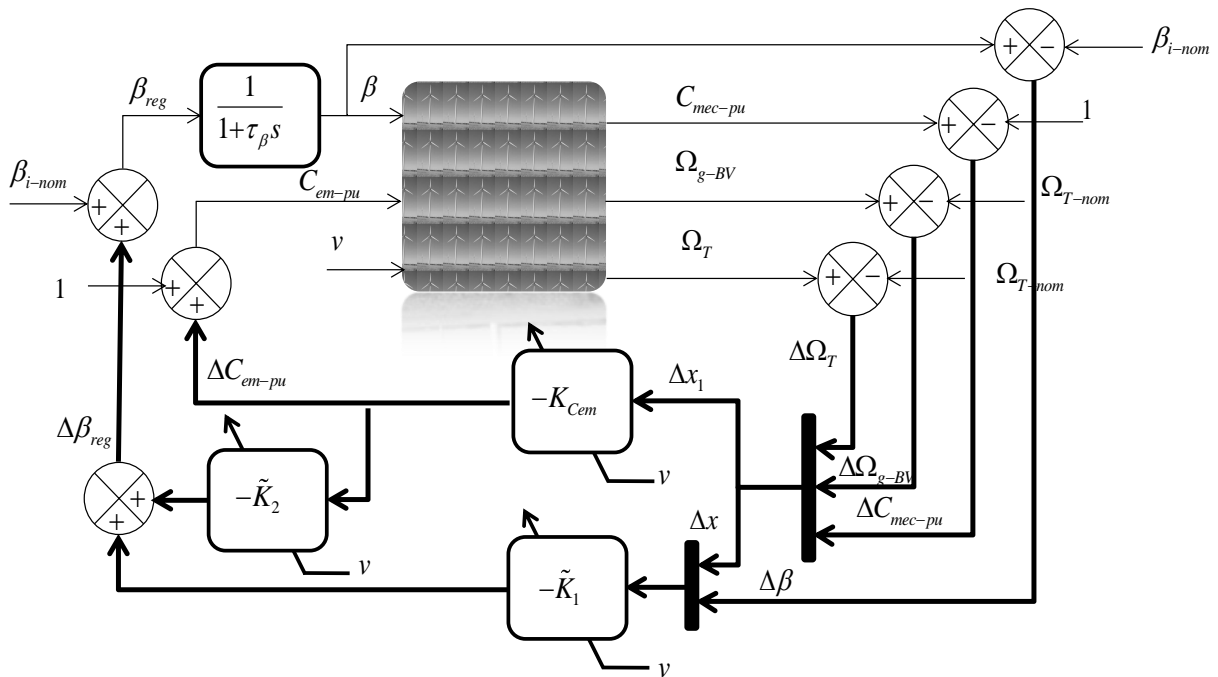 + − β_{i−nom}
β_{reg} 1/(1+τ_β s) β C_{mec−pu} + − 1
β_{i−nom} + + C_{em−pu} Ω_{g−BV} + − Ω_{T−nom}
v Ω_T + − Ω_{T−nom}
1 + +
ΔΩ_T
ΔC_{em−pu} −K_{Cem} Δx_1
Δβ_{reg} v ΔΩ_{g−BV}
+ + −K̃_2 ΔC_{mec−pu}
v Δx
−K̃_1 Δβ
v